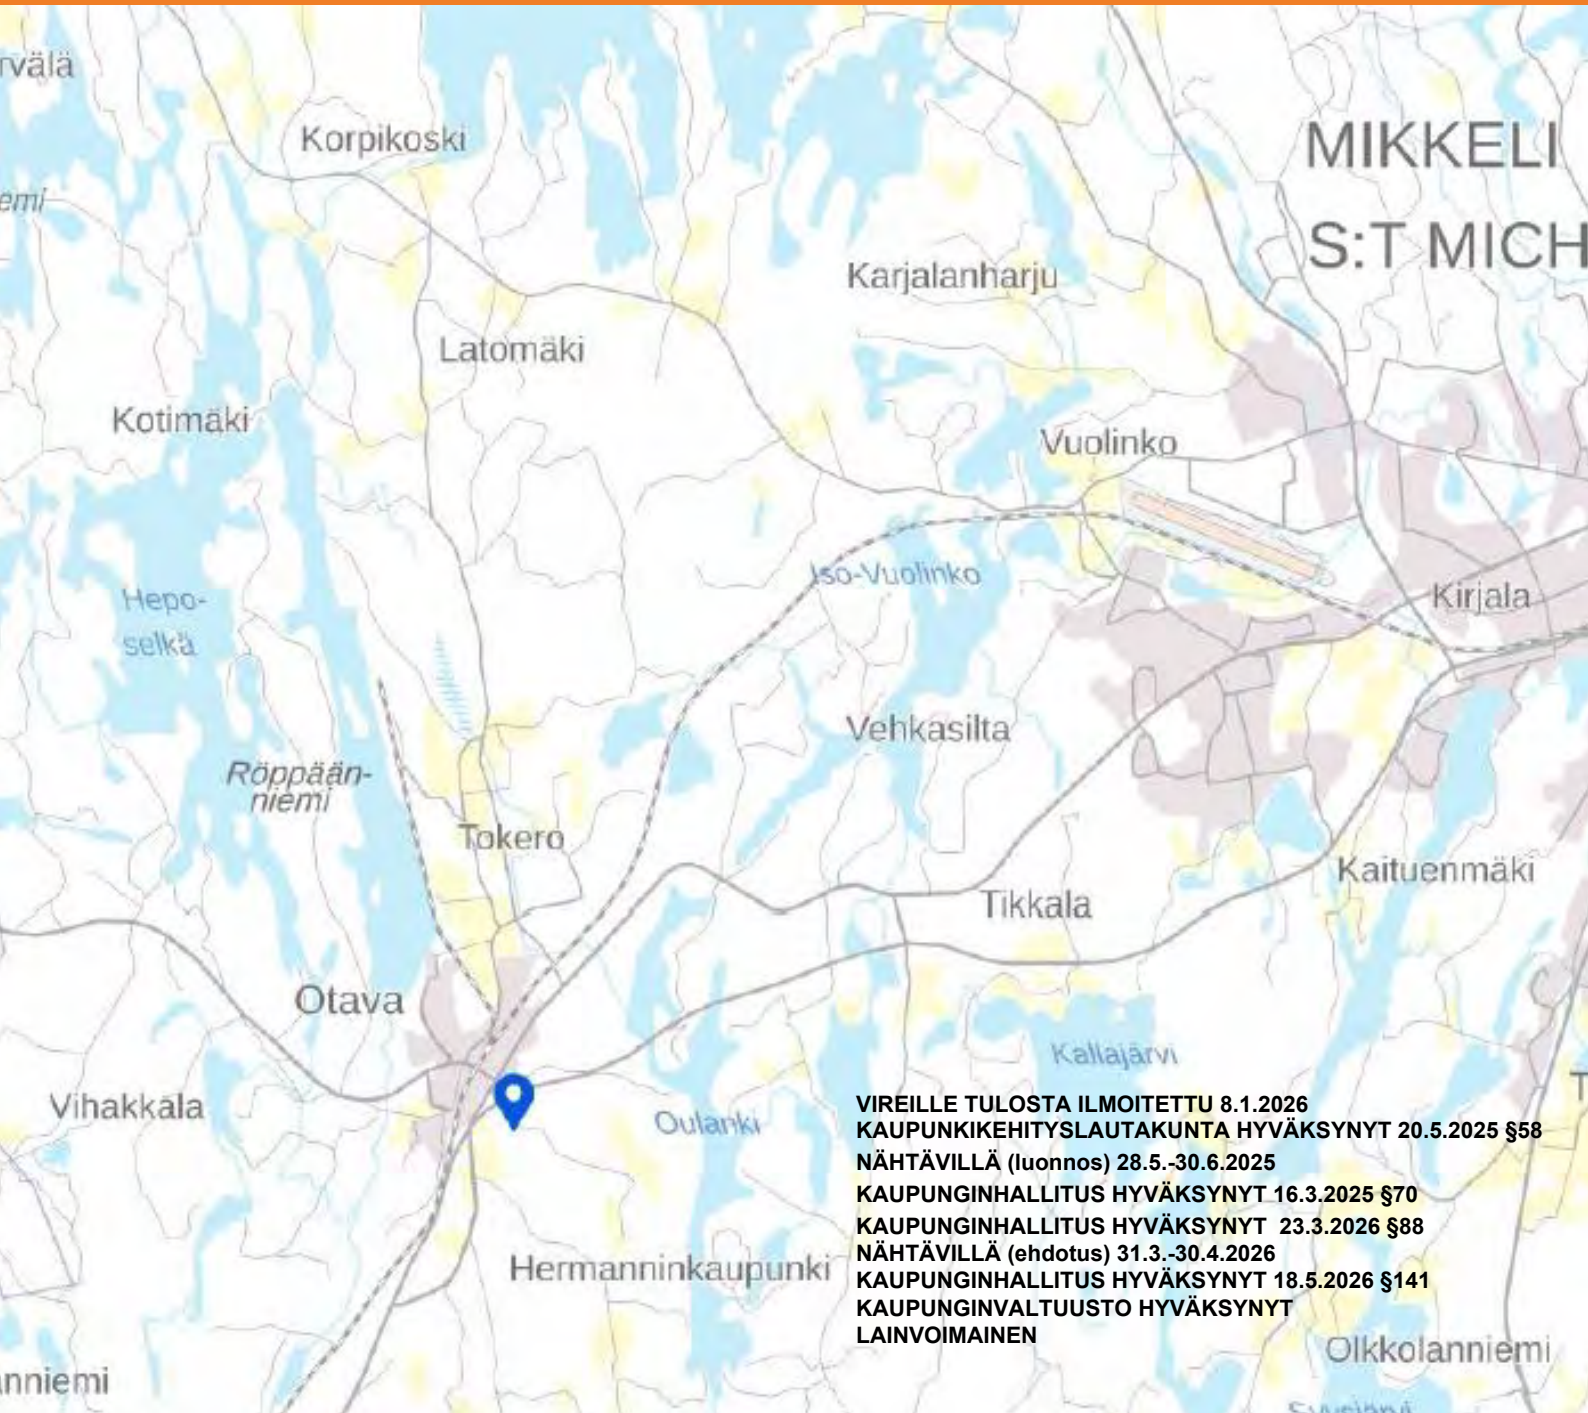 rvälä
Korpikoski
MIKKELI
emi
S:T MICH
Karjalanharju
Latomäki
Kotimäki
Vuolinko
Iso-Vuolinko
Hepo-
selkä
Kirjala
Vehkasilta
Röppään-
niemi
Tokero
Kaituenmäki
Tikkala
Otava
Kallajärvi
Vihakkala
Oulanki
T
VIREILLE TULOSTA ILMOITETTU 8.1.2026
KAUPUNKIKEHITYSLAUTAKUNTA HYVÄKSYNYT 20.5.2025 §58
NÄHTÄVILLÄ (luonnos) 28.5.-30.6.2025
KAUPUNGINHALLITUS HYVÄKSYNYT 16.3.2025 §70
KAUPUNGINHALLITUS HYVÄKSYNYT 23.3.2026 §88
NÄHTÄVILLÄ (ehdotus) 31.3.-30.4.2026
KAUPUNGINHALLITUS HYVÄKSYNYT 18.5.2026 §141
KAUPUNGINVALTUUSTO HYVÄKSYNYT
LAINVOIMAINEN
Hermanninkaupunki
Olkkolanniemi
nniemi